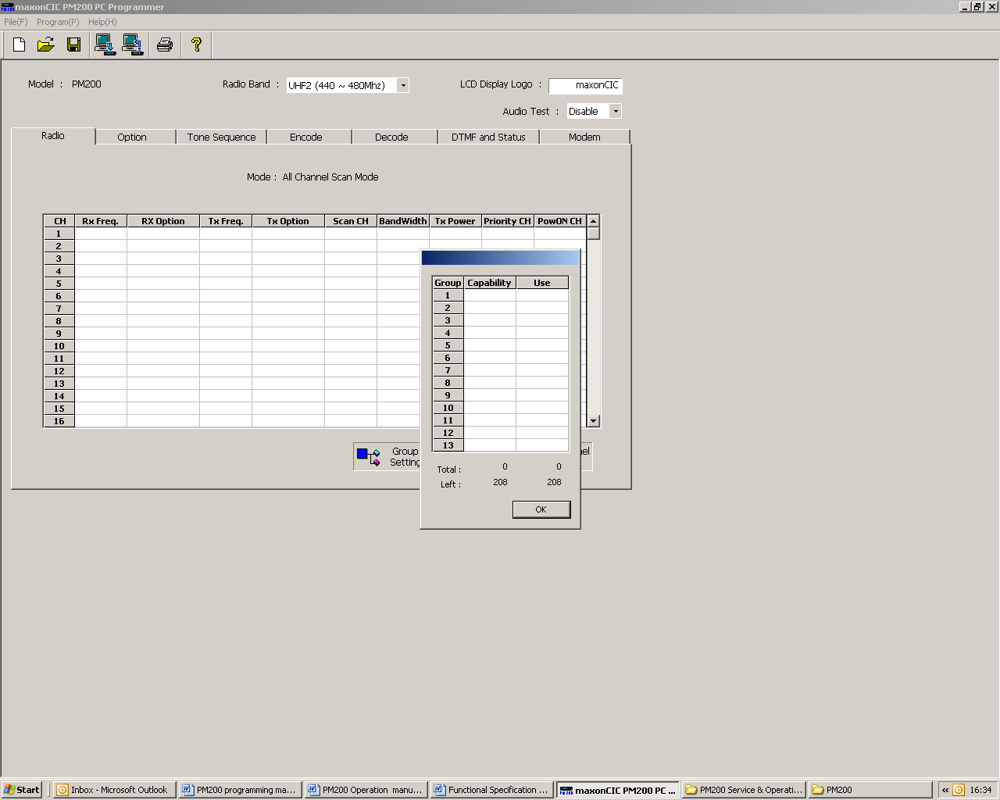 maxonCIC PM200 PC Programmer
File(F) Program(P) Help(H)
Model : PM200 Radio Band : UHF2 (440 ~ 480Mhz) LCD Display Logo : maxonCIC
Audio Test : Disable
Radio Option Tone Sequence Encode Decode DTMF and Status Modem
Mode : All Channel Scan Mode
CH Rx Freq. RX Option Tx Freq. Tx Option Scan CH BandWidth Tx Power Priority CH PowON CH
1
2
3
4
5
6
7
8
9
10
11
12
13
14
15
16
Group Capability Use
1
2
3
4
5
6
7
8
9
10
11
12
13
Total : 0 0
Left : 208 208
OK
Group
Setting
Start Inbox - Microsoft Outlook PM200 programming ma... PM200 Operation manu... Functional Specification ... maxonCIC PM200 PC ... PM200 Service & Operati... PM200 « 16:34